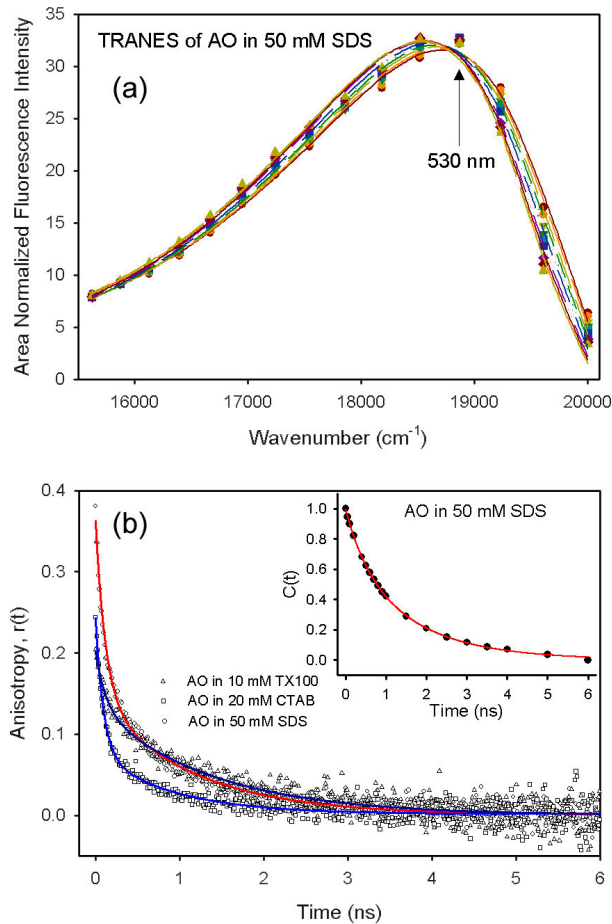 35
30
25
20
15
10
5
0
Area Normalized Fluorescence Intensity
TRANES of AO in 50 mM SDS
(a)
530 nm
16000 17000 18000 19000 20000
Wavenumber (cm⁻¹)
0.4
0.3
0.2
0.1
0.0
Anisotropy, r(t)
(b)
AO in 10 mM TX100
AO in 20 mM CTAB
AO in 50 mM SDS
1.0
0.8
0.6
0.4
0.2
0.0
C(t)
AO in 50 mM SDS
0 1 2 3 4 5 6
Time (ns)
0 1 2 3 4 5 6
Time (ns)